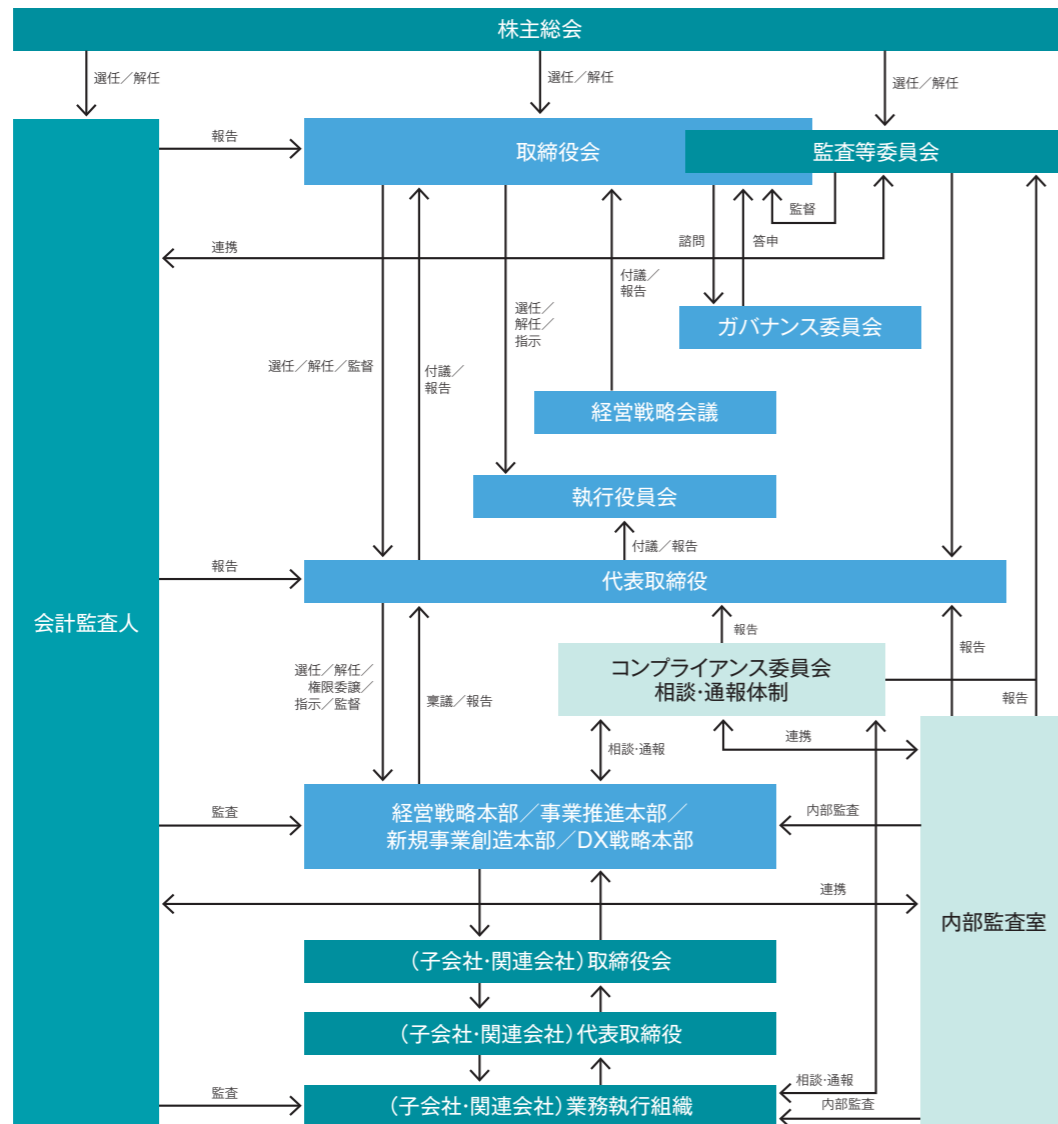 株主総会
選任／解任
選任／解任
選任／解任
報告
取締役会
監査等委員会
監督
連携
諮問
答申
付議／
報告
選任／
解任／
指示
ガバナンス委員会
選任／解任／監督
付議／
報告
経営戦略会議
執行役員会
付議／報告
報告
代表取締役
会計監査人
報告
コンプライアンス委員会
相談・通報体制
報告
報告
選任／解任／
権限委譲／
指示／監督
稟議／報告
相談・通報
連携
監査
経営戦略本部／事業推進本部／
新規事業創造本部／DX戦略本部
内部監査
連携
内部監査室
（子会社・関連会社）取締役会
（子会社・関連会社）代表取締役
相談・通報
監査
（子会社・関連会社）業務執行組織
内部監査